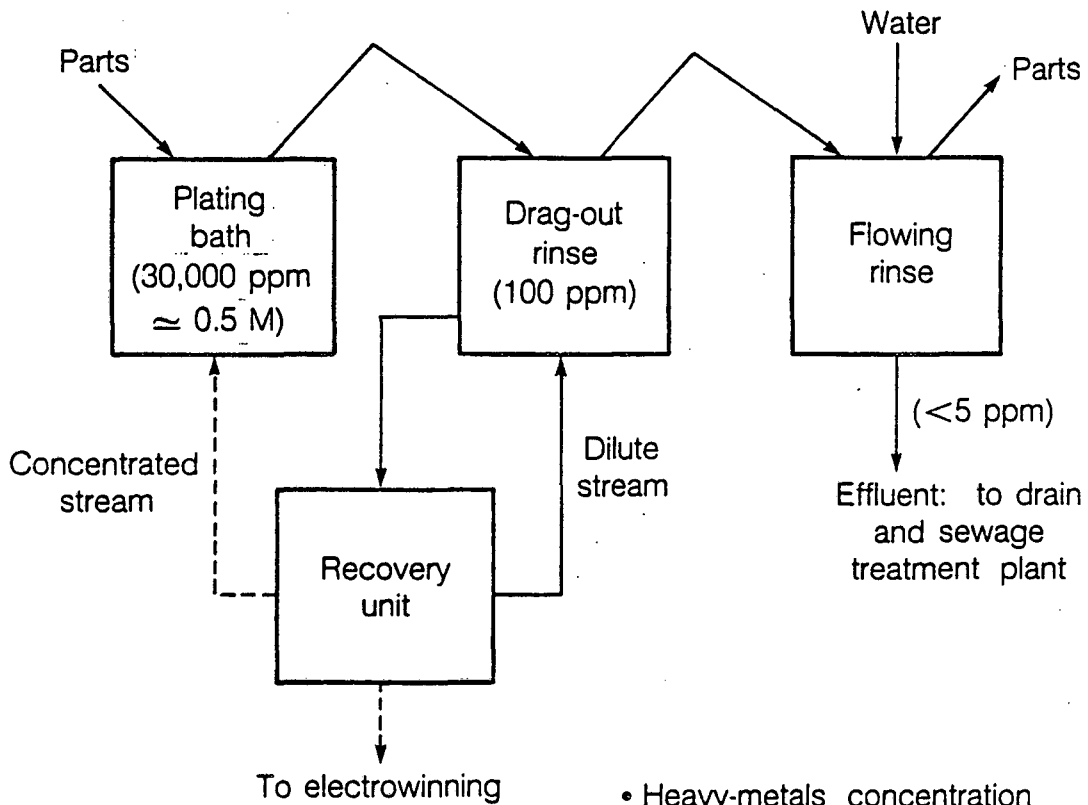 Water
Parts
Parts
Plating
bath
(30,000 ppm
≃ 0.5 M)
Drag-out
rinse
(100 ppm)
Flowing
rinse
(<5 ppm)
Concentrated
stream
Dilute
stream
Effluent: to drain
and sewage
treatment plant
Recovery
unit
To electrowinning
• Heavy-metals concentration